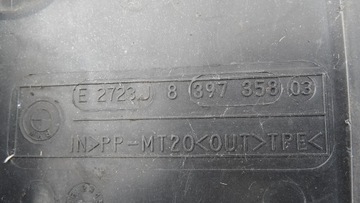 E 2723J 8 397 358 03
IN>PP-MT20<OUT>TPE<